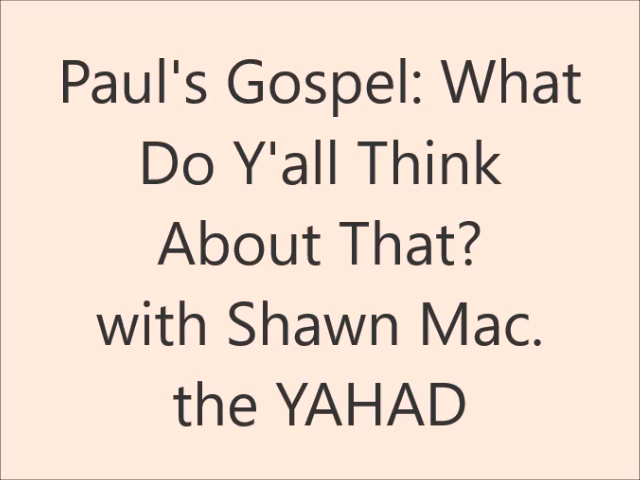 Paul's Gospel: What
Do Y'all Think
About That?
with Shawn Mac.
the YAHAD